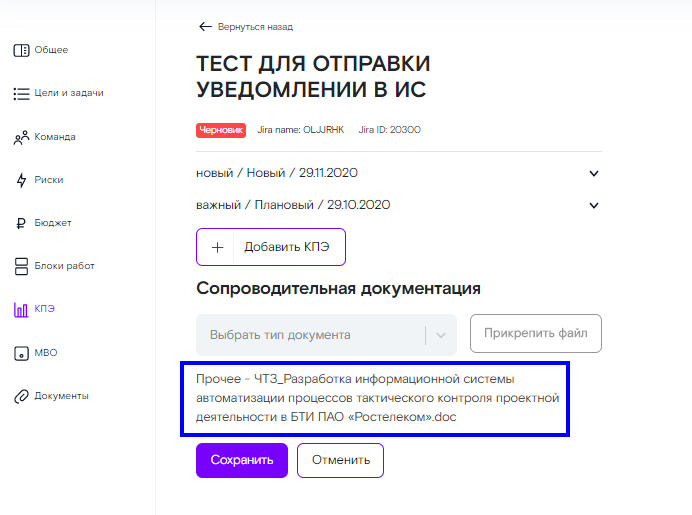 Вернуться назад
ТЕСТ ДЛЯ ОТПРАВКИ
УВЕДОМЛЕНИИ В ИС
Черновик Jira name: OLJJRHK Jira ID: 20300
Общее
Цели и задачи
Команда
Риски
Бюджет
Блоки работ
КПЭ
МВО
Документы
новый / Новый / 29.11.2020
важный / Плановый / 29.10.2020
+ Добавить КПЭ
Сопроводительная документация
Выбрать тип документа
Прикрепить файл
Прочее - ЧТЗ_Разработка информационной системы
автоматизации процессов тактического контроля проектной
деятельности в БТИ ПАО «Ростелеком».doc
Сохранить
Отменить